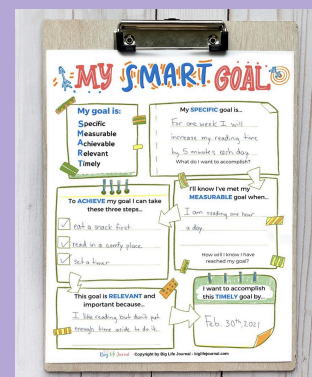 MY SMART GOAL
My goal is:
Specific
Measurable
Achievable
Relevant
Timely
My SPECIFIC goal is...
For one week I will
increase my reading time
by 5 minutes each day.
What do I want to accomplish?
To ACHIEVE my goal I can take
these three steps...
eat a snack first
read in a comfy place
set a timer
I'll know I've met my
MEASURABLE goal when...
I am reading one hour
a day.
How will I know I have
reached my goal?
This goal is RELEVANT and
important because...
I like reading but don't put
enough time aside to do it.
I want to accomplish
this TIMELY goal by...
Feb. 30th, 2021
Big Life Journal - Copyright by Big Life Journal - biglifejournal.com